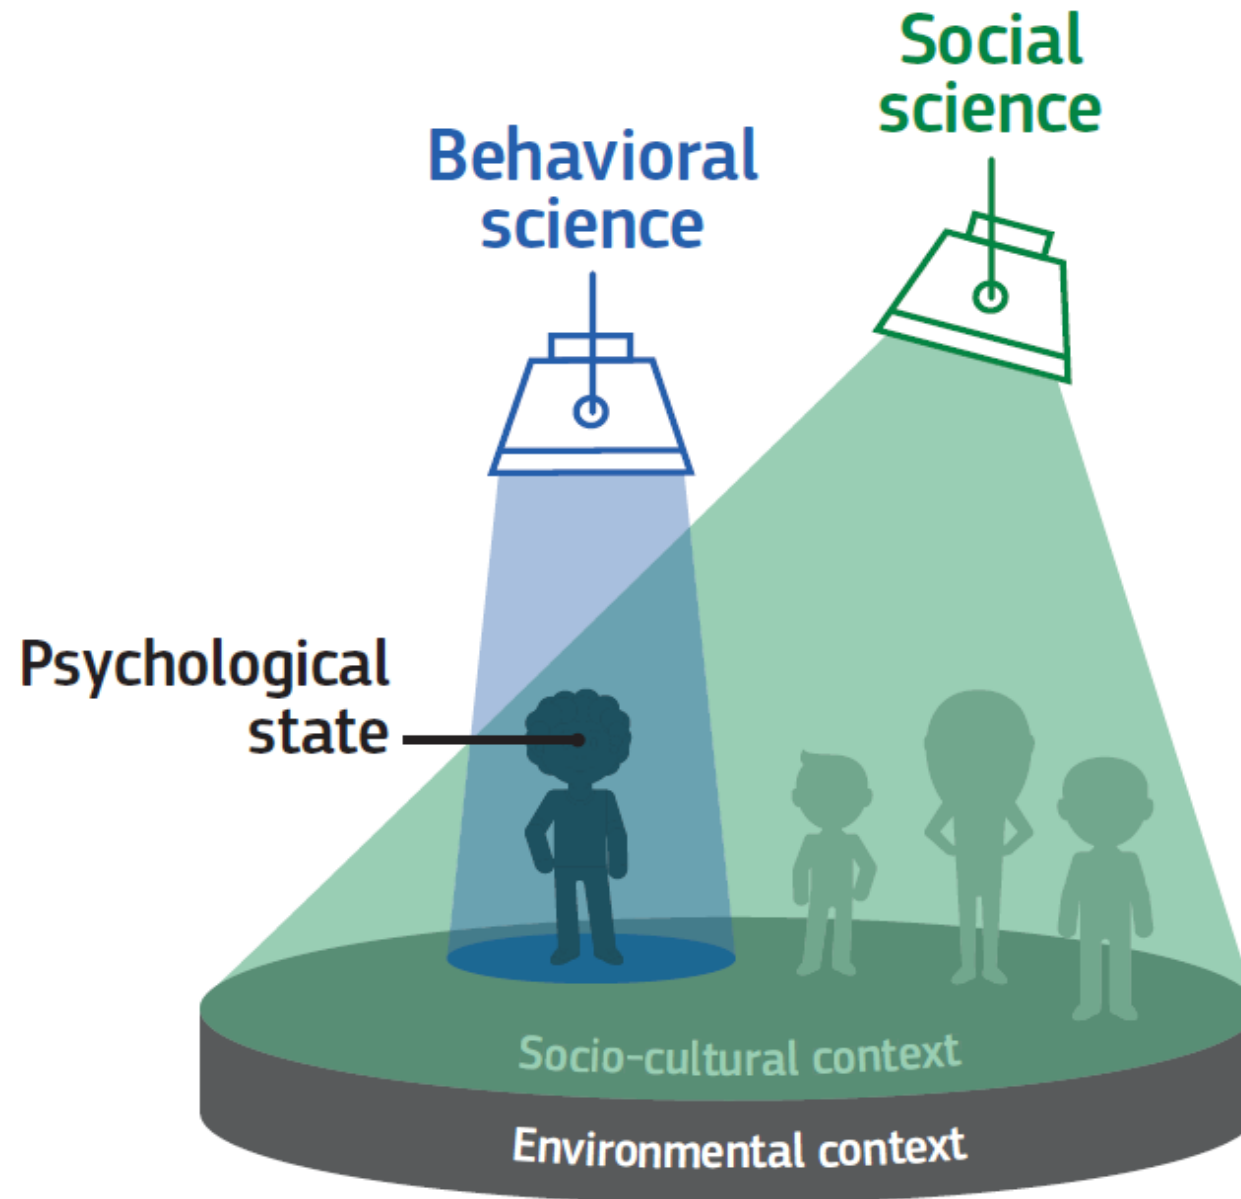 Social
science
Behavioral
science
Psychological
state
Socio-cultural context
Environmental context